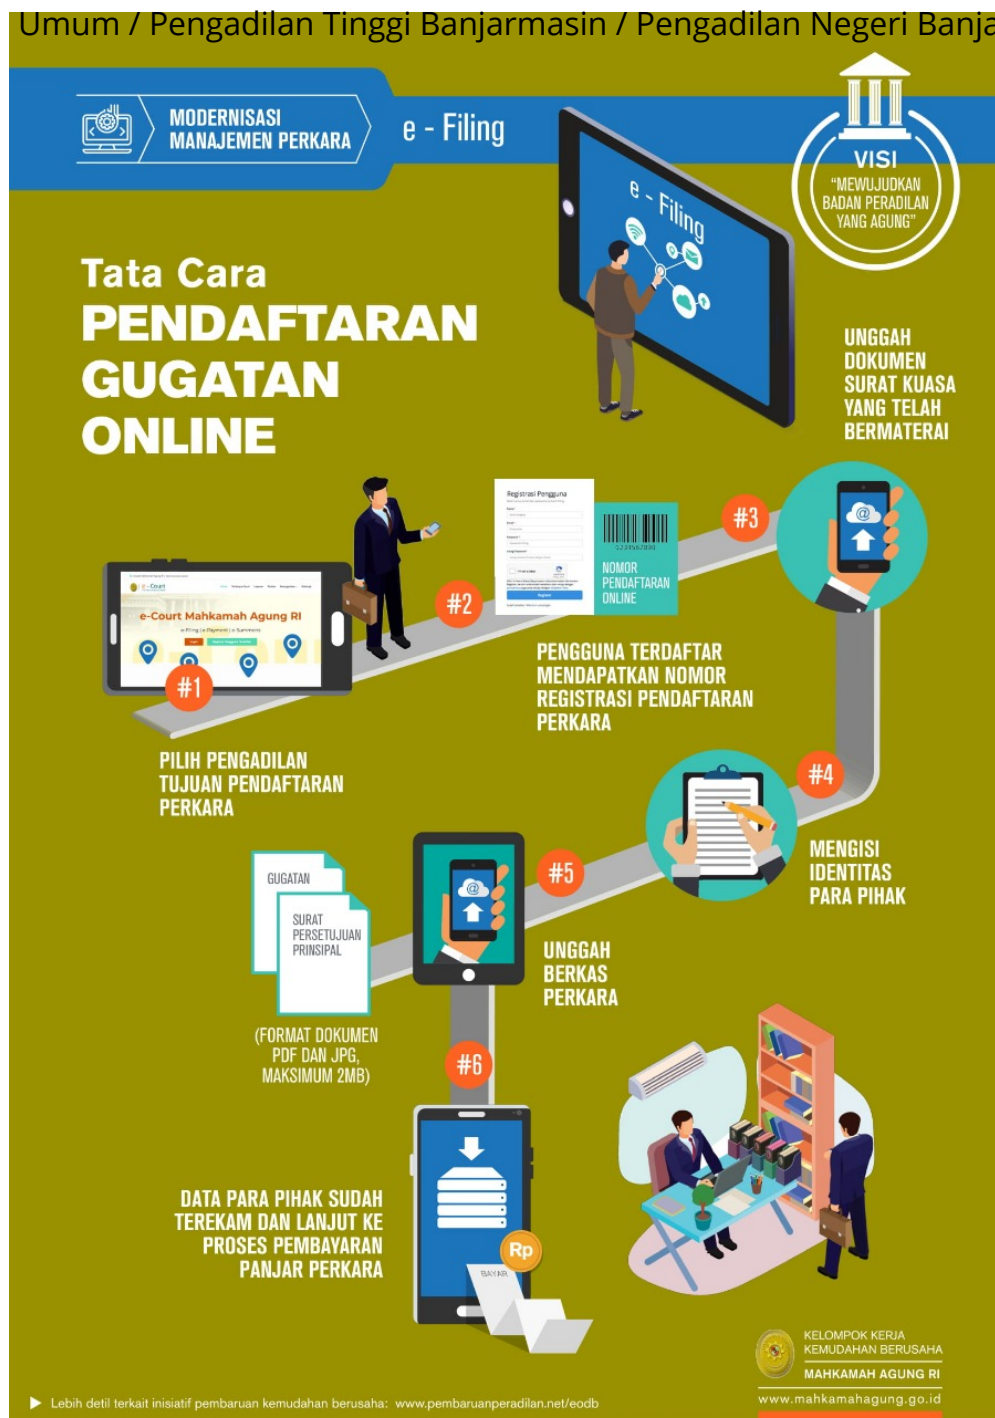 Umum / Pengadilan Tinggi Banjarmasin / Pengadilan Negeri Banja
MODERNISASI
MANAJEMEN PERKARA
e - Filing
VISI
"MEWUJUDKAN
BADAN PERADILAN
YANG AGUNG"
e - Filing
Tata Cara
PENDAFTARAN
GUGATAN
ONLINE
UNGGAH
DOKUMEN
SURAT KUASA
YANG TELAH
BERMATERAI
#3
@
Registrasi Pengguna
Register
NOMOR
PENDAFTARAN
ONLINE
#2
PENGGUNA TERDAFTAR
MENDAPATKAN NOMOR
REGISTRASI PENDAFTARAN
PERKARA
e - Court
e-Court Mahkamah Agung RI
e-Filing | e-Payment | e-Summons
#1
PILIH PENGADILAN
TUJUAN PENDAFTARAN
PERKARA
#4
MENGISI
IDENTITAS
PARA PIHAK
#5
@
UNGGAH
BERKAS
PERKARA
GUGATAN
SURAT
PERSETUJUAN
PRINSIPAL
(FORMAT DOKUMEN
PDF DAN JPG,
MAKSIMUM 2MB)
#6
DATA PARA PIHAK SUDAH
TEREKAM DAN LANJUT KE
PROSES PEMBAYARAN
PANJAR PERKARA
Rp
BAYAR
KELOMPOK KERJA
KEMUDAHAN BERUSAHA
MAHKAMAH AGUNG RI
www.mahkamahagung.go.id
Lebih detil terkait inisiatif pembaruan kemudahan berusaha: www.pembaruanperadilan.net/eodb